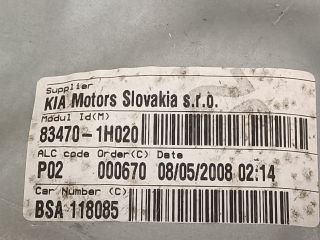 Supplier
KIA Motors Slovakia s.r.o.
Modul Id(M)
83470-1H020
ALC code Order(C) Date
P02 000670 08/05/2008 02:14
Car Number (C)
BSA 118085